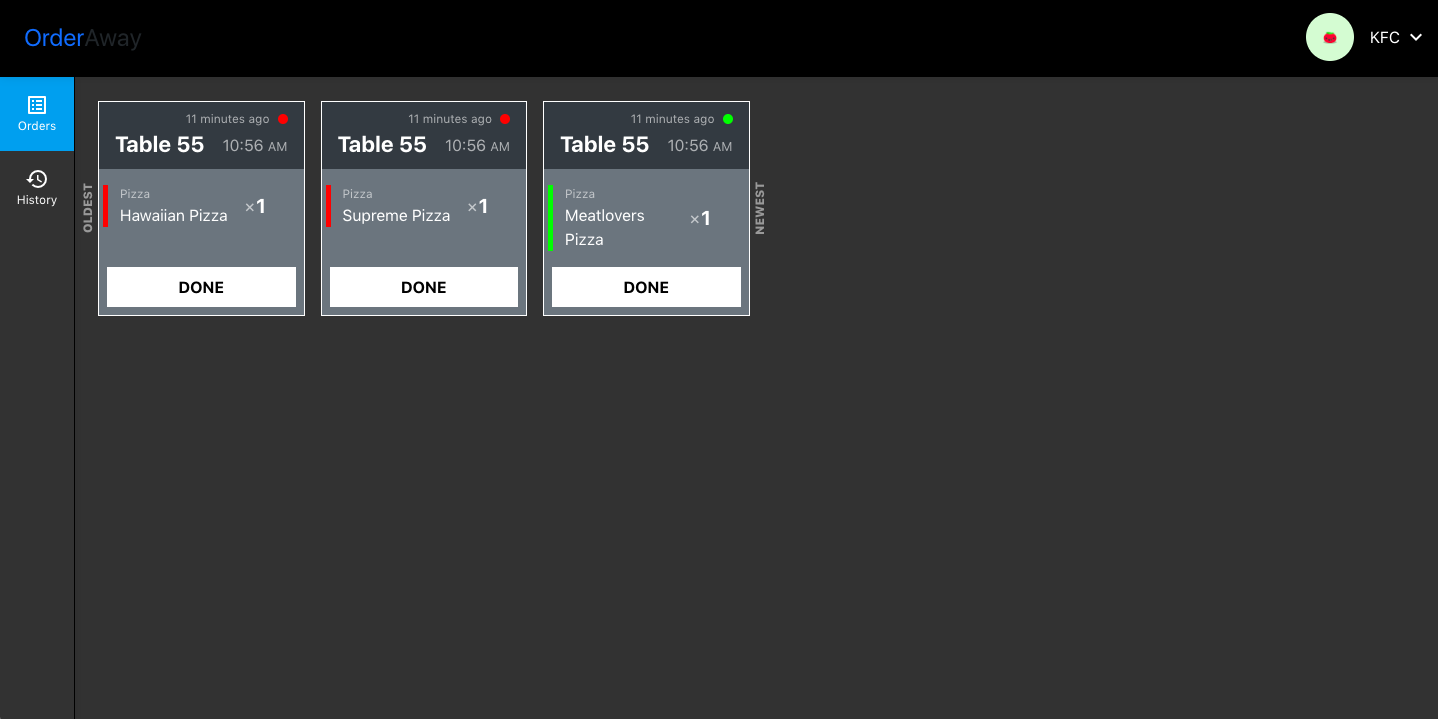 OrderAway
KFC
Orders
History
OLDEST
11 minutes ago
Table 55 10:56 AM
Pizza
Hawaiian Pizza ×1
DONE
11 minutes ago
Table 55 10:56 AM
Pizza
Supreme Pizza ×1
DONE
11 minutes ago
Table 55 10:56 AM
Pizza
Meatlovers
Pizza ×1
DONE
NEWEST